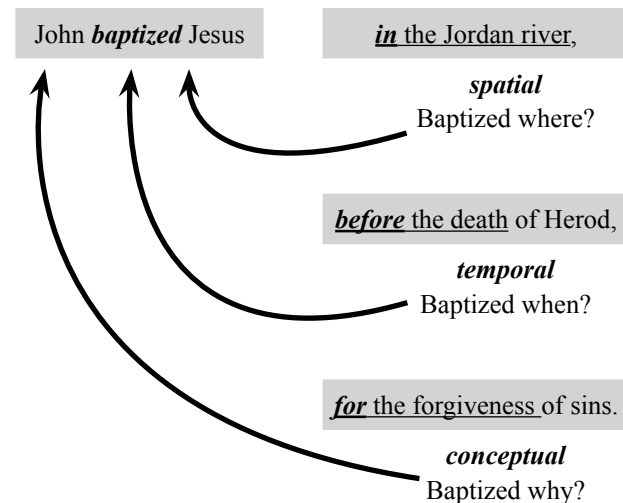 John baptized Jesus
in the Jordan river,
spatial
Baptized where?
before the death of Herod,
temporal
Baptized when?
for the forgiveness of sins.
conceptual
Baptized why?